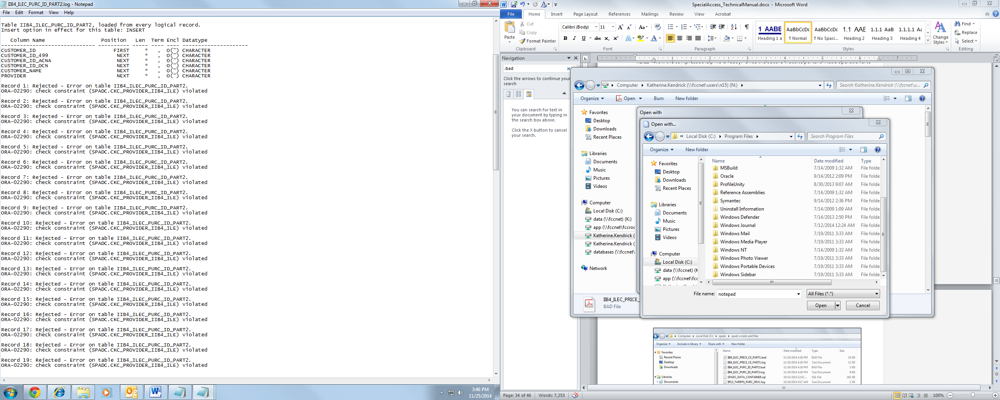 IIB4_ILEC_PURC_ID_PART2.log - Notepad
File Edit Format View Help
Table IIB4_ILEC_PURC_ID_PART2, loaded from every logical record.
Insert option in effect for this table: INSERT
Column Name Position Len Term Encl Datatype
------------------------------ ---------- ----- ---- ---- ---------------------
CUSTOMER_ID FIRST * , O(") CHARACTER
CUSTOMER_ID_499 NEXT * , O(") CHARACTER
CUSTOMER_ID_ACNA NEXT * , O(") CHARACTER
CUSTOMER_ID_OCN NEXT * , O(") CHARACTER
CUSTOMER_NAME NEXT * , O(") CHARACTER
PROVIDER NEXT * , O(") CHARACTER
Record 1: Rejected - Error on table IIB4_ILEC_PURC_ID_PART2.
ORA-02290: check constraint (SPADC.CKC_PROVIDER_IIB4_ILE) violated
Record 2: Rejected - Error on table IIB4_ILEC_PURC_ID_PART2.
ORA-02290: check constraint (SPADC.CKC_PROVIDER_IIB4_ILE) violated
Record 3: Rejected - Error on table IIB4_ILEC_PURC_ID_PART2.
ORA-02290: check constraint (SPADC.CKC_PROVIDER_IIB4_ILE) violated
Record 4: Rejected - Error on table IIB4_ILEC_PURC_ID_PART2.
ORA-02290: check constraint (SPADC.CKC_PROVIDER_IIB4_ILE) violated
Record 5: Rejected - Error on table IIB4_ILEC_PURC_ID_PART2.
ORA-02290: check constraint (SPADC.CKC_PROVIDER_IIB4_ILE) violated
Record 6: Rejected - Error on table IIB4_ILEC_PURC_ID_PART2.
ORA-02290: check constraint (SPADC.CKC_PROVIDER_IIB4_ILE) violated
Record 7: Rejected - Error on table IIB4_ILEC_PURC_ID_PART2.
ORA-02290: check constraint (SPADC.CKC_PROVIDER_IIB4_ILE) violated
Record 8: Rejected - Error on table IIB4_ILEC_PURC_ID_PART2.
ORA-02290: check constraint (SPADC.CKC_PROVIDER_IIB4_ILE) violated
Record 9: Rejected - Error on table IIB4_ILEC_PURC_ID_PART2.
ORA-02290: check constraint (SPADC.CKC_PROVIDER_IIB4_ILE) violated
Record 10: Rejected - Error on table IIB4_ILEC_PURC_ID_PART2.
ORA-02290: check constraint (SPADC.CKC_PROVIDER_IIB4_ILE) violated
Record 11: Rejected - Error on table IIB4_ILEC_PURC_ID_PART2.
ORA-02290: check constraint (SPADC.CKC_PROVIDER_IIB4_ILE) violated
Record 12: Rejected - Error on table IIB4_ILEC_PURC_ID_PART2.
ORA-02290: check constraint (SPADC.CKC_PROVIDER_IIB4_ILE) violated
Record 13: Rejected - Error on table IIB4_ILEC_PURC_ID_PART2.
ORA-02290: check constraint (SPADC.CKC_PROVIDER_IIB4_ILE) violated
Record 14: Rejected - Error on table IIB4_ILEC_PURC_ID_PART2.
ORA-02290: check constraint (SPADC.CKC_PROVIDER_IIB4_ILE) violated
Record 15: Rejected - Error on table IIB4_ILEC_PURC_ID_PART2.
ORA-02290: check constraint (SPADC.CKC_PROVIDER_IIB4_ILE) violated
Record 16: Rejected - Error on table IIB4_ILEC_PURC_ID_PART2.
ORA-02290: check constraint (SPADC.CKC_PROVIDER_IIB4_ILE) violated
Record 17: Rejected - Error on table IIB4_ILEC_PURC_ID_PART2.
ORA-02290: check constraint (SPADC.CKC_PROVIDER_IIB4_ILE) violated
Record 18: Rejected - Error on table IIB4_ILEC_PURC_ID_PART2.
ORA-02290: check constraint (SPADC.CKC_PROVIDER_IIB4_ILE) violated
Record 19: Rejected - Error on table IIB4_ILEC_PURC_ID_PART2.
ORA-02290: check constraint (SPADC.CKC_PROVIDER_IIB4_ILE) violated
3:46 PM
11/25/2014
SpecialAccess_TechnicalManual.docx - Microsoft Word
File Home Insert Page Layout References Mailings Review View Acrobat
Paste
Cut
Copy
Format Painter
Clipboard
Calibri (Body) 11
Font
Paragraph
1 AABE AaBbCcDc AaBbCcDc 1.1 AAE 1.1.1 AaB 1.1.1.1 Aa
Heading 1 a ¶ Normal ¶ No Spaci... Heading 2 Heading 3 Heading 4
Change Styles
Styles
Find
Replace
Select
Editing
Navigation
.bad
Click the arrows to continue your
search
You can search for text in
your document by typing in
the search box above.
Click the X button to cancel
your search.
1 1 2 3 4 5 6 7
Computer Katherine.Kendrick (\\fccnet\users\n15) (N:)
Search Katherine.Kendrick (\\fccnet\u...
Organize Open Burn New folder
Favorites
Desktop
Downloads
Recent Places
Libraries
Documents
Music
Pictures
Videos
Computer
Local Disk (C:)
data (\\fccnet) (K:)
app (\\fccnet\fccroo
Katherine.Kendrick (
Katherine.Kendrick (
databases (\\fccnet\
Network
IIB4_ILEC_PRICE_
BAD File
Open with
Open with...
Local Disk (C:) Program Files
Search Program Files
Organize New folder
Favorites
Desktop
Downloads
Recent Places
Libraries
Documents
Music
Pictures
Videos
Computer
Local Disk (C:)
data (\\fccnet) (K
app (\\fccnet\fcc
Name Date modified Type
MSBuild 7/14/2009 1:32 AM File folde
Oracle 9/14/2012 2:09 PM File folde
ProfileUnity 8/30/2013 9:07 AM File folde
Reference Assemblies 7/14/2009 1:32 AM File folde
Symantec 9/14/2012 2:36 PM File folde
Uninstall Information 7/14/2009 1:09 AM File folde
Windows Defender 7/14/2013 2:50 PM File folde
Windows Journal 7/12/2014 12:24 AM File folde
Windows Mail 7/19/2011 3:33 AM File folde
Windows Media Player 7/19/2011 3:33 AM File folde
Windows NT 7/14/2009 1:32 AM File folde
Windows Photo Viewer 7/19/2011 3:33 AM File folde
Windows Portable Devices 7/19/2011 3:33 AM File folde
Windows Sidebar 7/19/2011 3:33 AM File folde
File name: notepad All Files (*.*)
Open Cancel
Computer Local Disk (C:) spadc spadc scripts and files
Organize Include in library Share with New folder
Favorites
Recent Places
Desktop
Downloads
Libraries
Documents
Name Date modified Type Size
IIB4_ILEC_PRICE_CE_PART1.bad 11/24/2014 4:26 PM BAD File 10 KB
IIB4_ILEC_PRICE_CE_PART1.log 11/24/2014 4:26 PM Text Document 11 KB
IIB4_ILEC_PURC_ID_PART2.bad 11/24/2014 4:26 PM BAD File 3 KB
IIB4_ILEC_PURC_ID_PART2.log 11/24/2014 4:26 PM Text Document 9 KB
SPADC_DATA_CONTAINER.sql 10/31/2014 12:42 ... SQL File 161 KB
IIF13_TARIFFS_PURC_SRVC.log 10/29/2014 9:17 AM Text Document 1 KB
Page: 34 of 46 Words: 7,253 100%